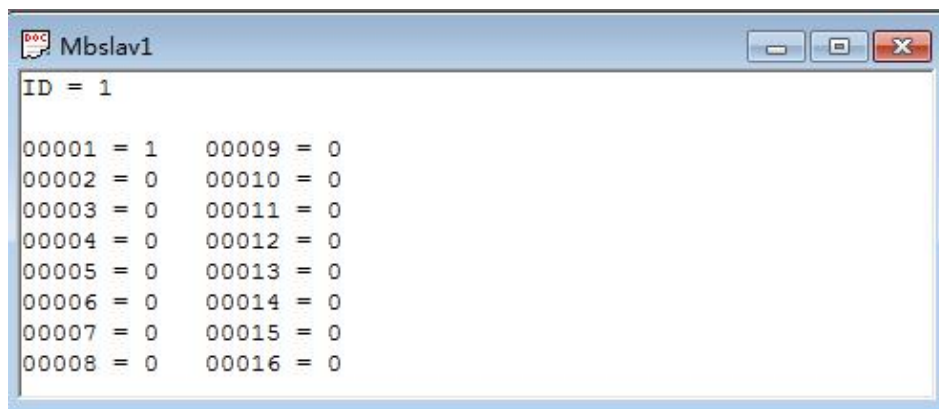 DOC
Mbslav1
ID = 1
00001 = 1   00009 = 0
00002 = 0   00010 = 0
00003 = 0   00011 = 0
00004 = 0   00012 = 0
00005 = 0   00013 = 0
00006 = 0   00014 = 0
00007 = 0   00015 = 0
00008 = 0   00016 = 0